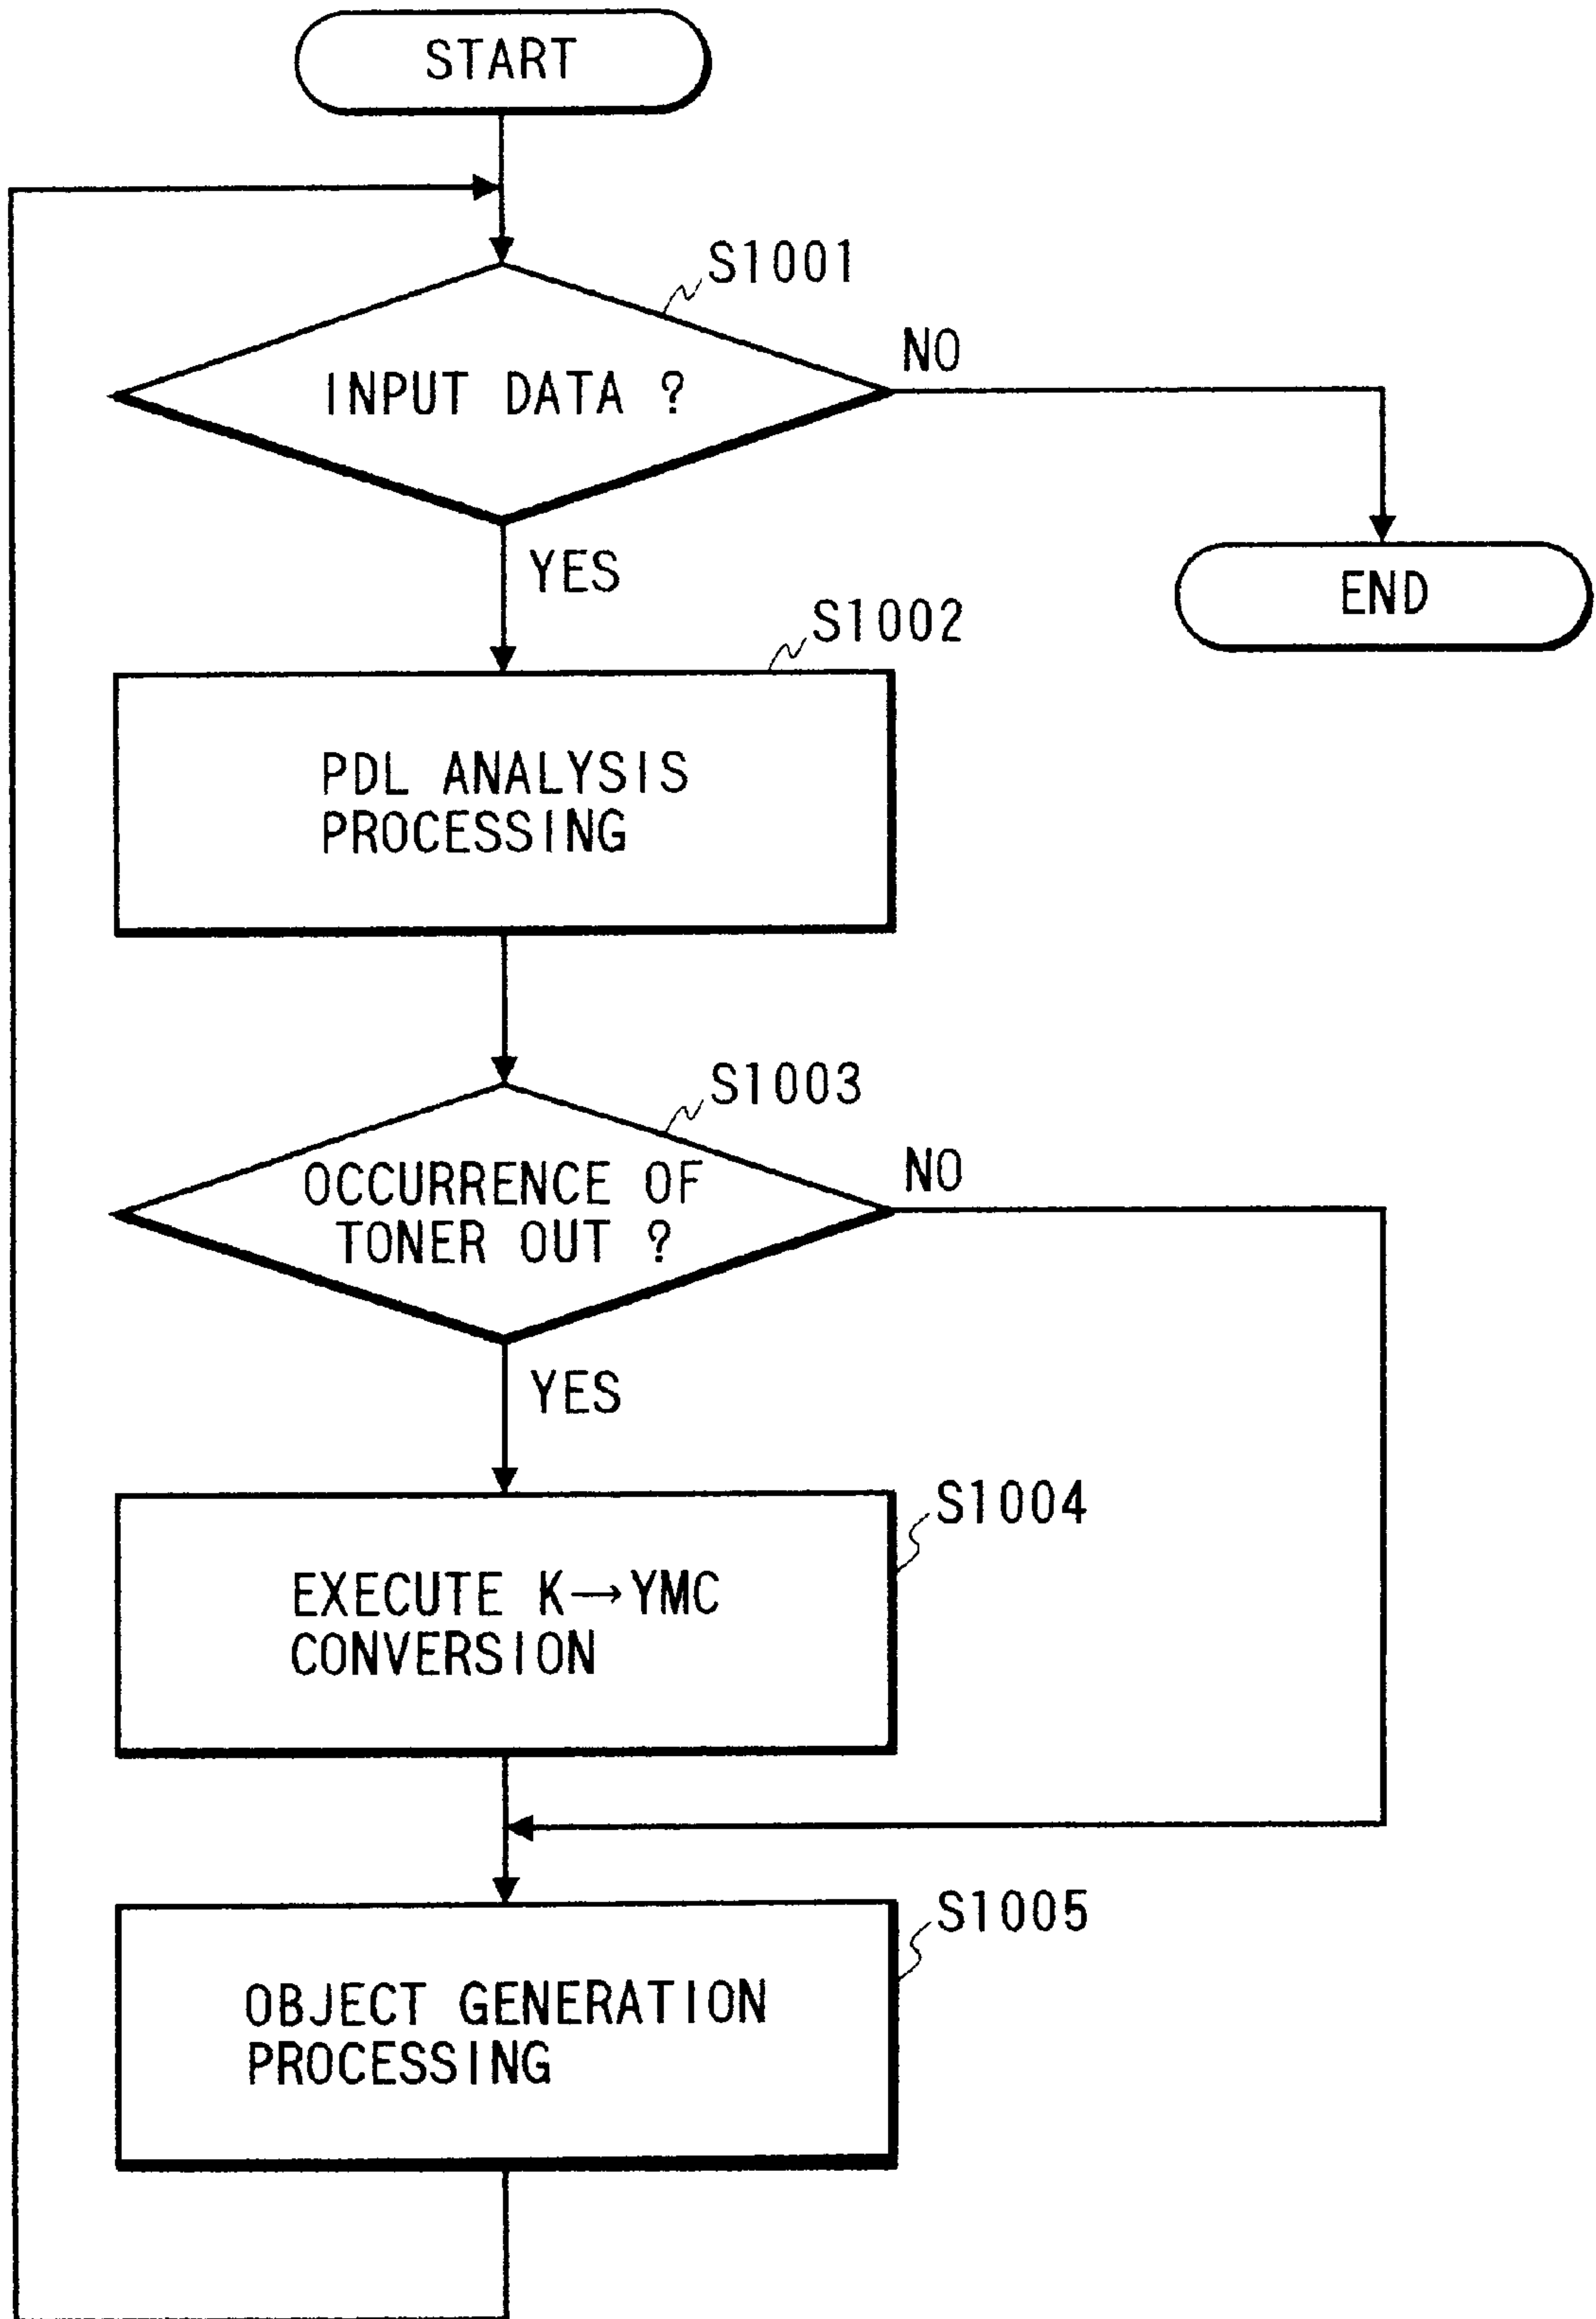 START
S1001
INPUT DATA ?
NO
YES
END
S1002
PDL ANALYSIS
PROCESSING
S1003
OCCURRENCE OF
TONER OUT ?
NO
YES
S1004
EXECUTE K→YMC
CONVERSION
S1005
OBJECT GENERATION
PROCESSING